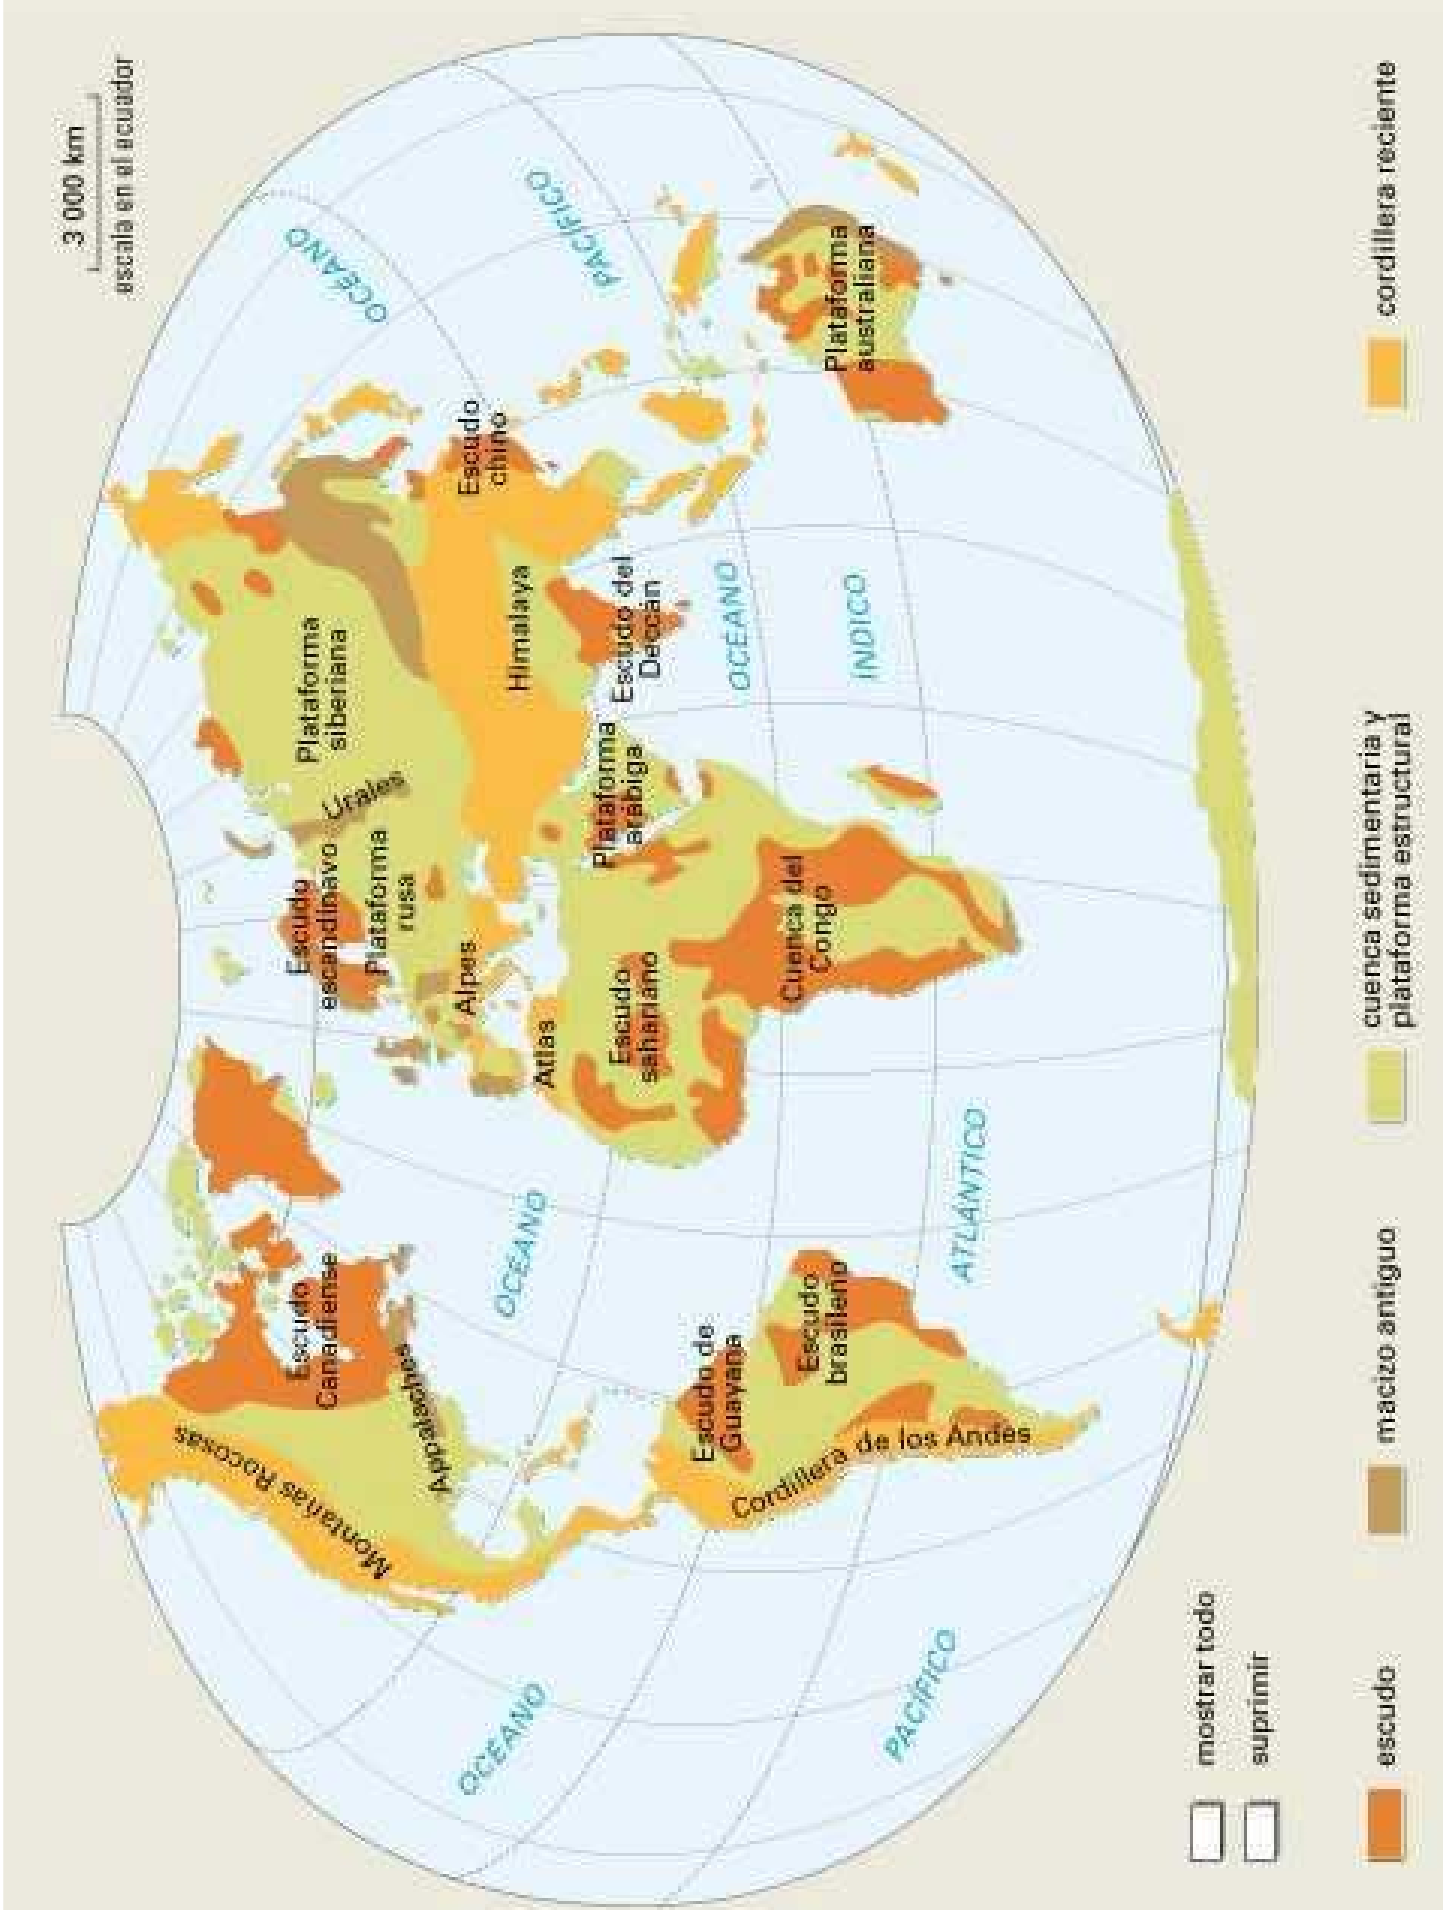 3 000 km
escala en el ecuador
OCÉANO
PACÍFICO
Montañas Rocosas
Escudo
Canadiense
Appalaches
OCÉANO
ATLÁNTICO
Escudo
escandinavo
Plataforma
rusa
Urales
Plataforma
siberiana
Alpes
Atlas
Himalaya
Escudo
chino
Escudo
sahariano
Plataforma
arábiga
Escudo del
Deccán
Cuenca del
Congo
OCÉANO
ÍNDICO
Plataforma
australiana
OCÉANO
PACÍFICO
Escudo de
Guayana
Escudo
brasileño
Cordillera de los Andes
mostrar todo
suprimir
escudo
macizo antiguo
cuenca sedimentaria y
plataforma estructural
cordillera reciente